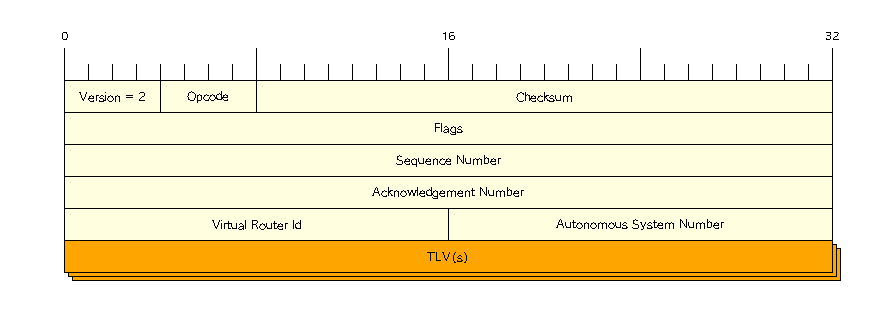 0 16 32
Version = 2 Opcode Checksum
Flags
Sequence Number
Acknowledgement Number
Virtual Router Id Autonomous System Number
TLV(s)